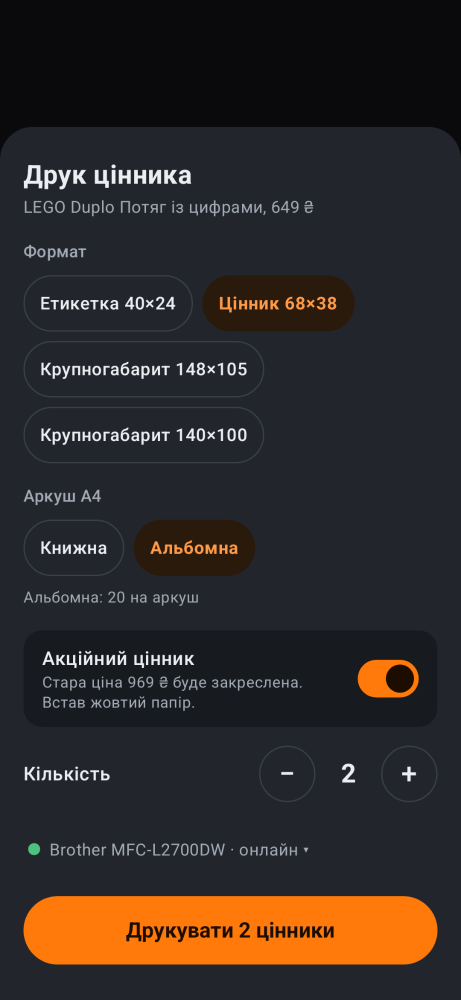 Друк цінника
LEGO Duplo Потяг із цифрами, 649 ₴
Формат
Етикетка 40×24
Цінник 68×38
Крупногабарит 148×105
Крупногабарит 140×100
Аркуш А4
Книжна
Альбомна
Альбомна: 20 на аркуш
Акційний цінник
Стара ціна 969 ₴ буде закреслена.
Встав жовтий папір.
Кількість
− 2 +
Brother MFC-L2700DW · онлайн ▾
Друкувати 2 цінники